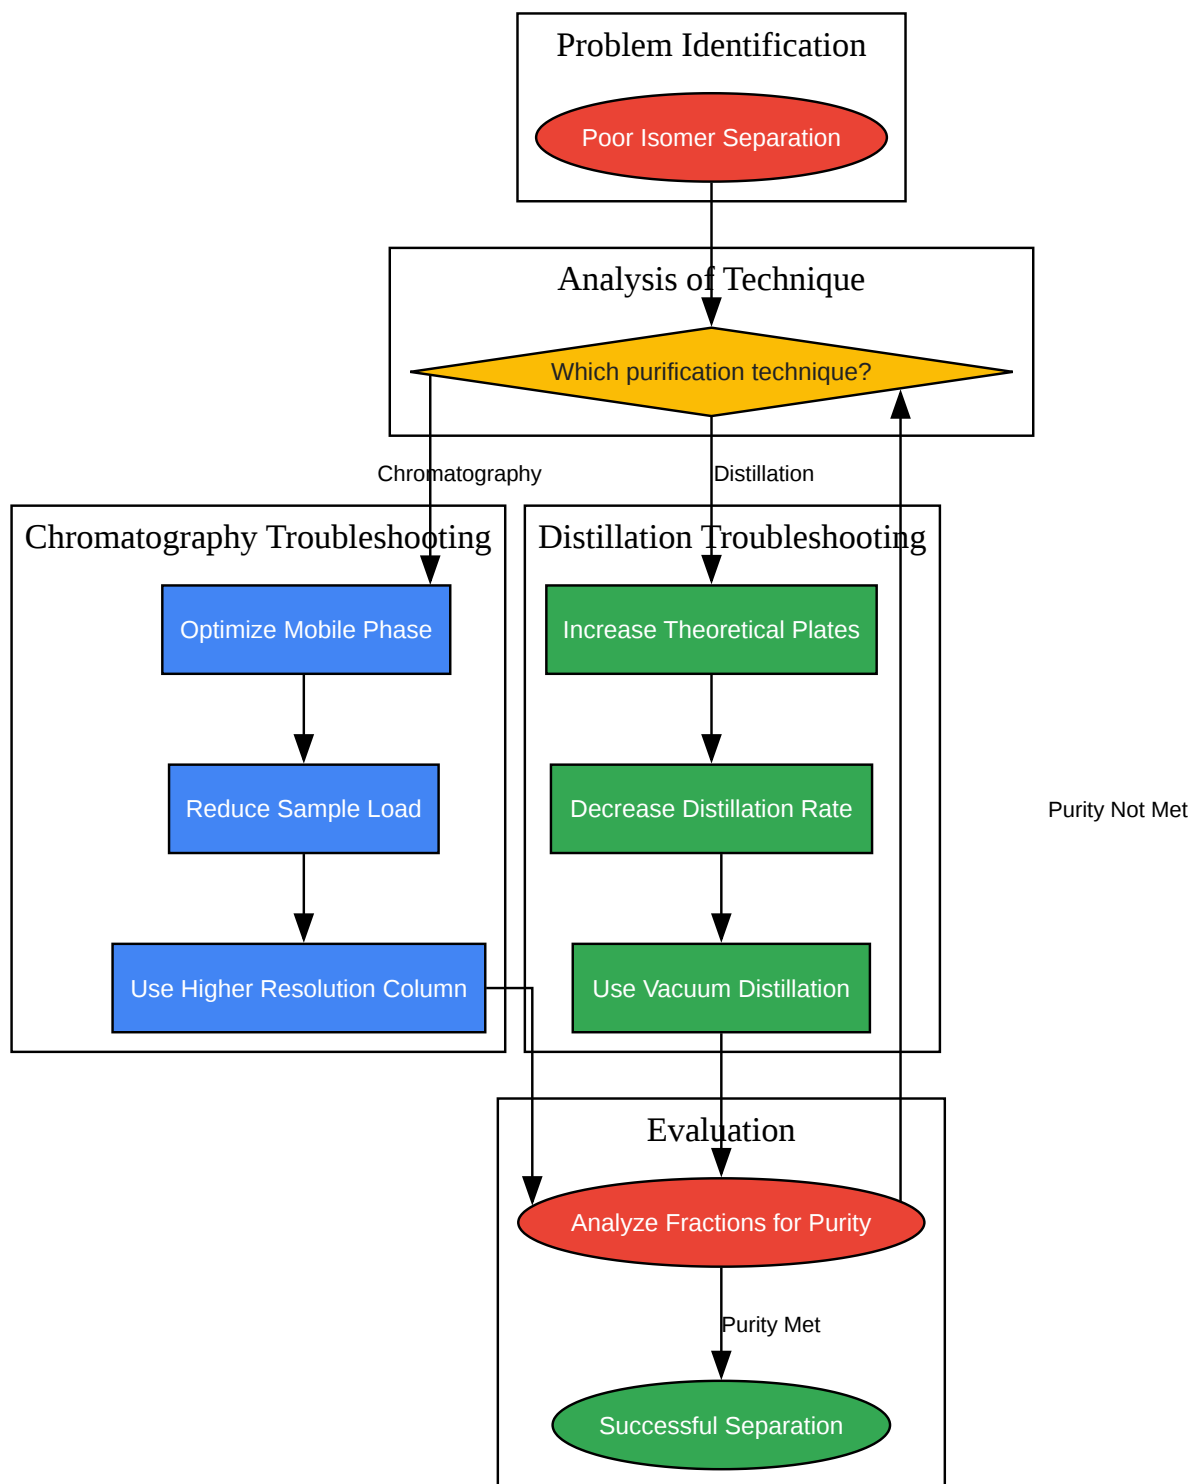 Problem Identification
Poor Isomer Separation
Analysis of Technique
Which purification technique?
Chromatography
Distillation
Chromatography Troubleshooting
Distillation Troubleshooting
Optimize Mobile Phase
Increase Theoretical Plates
Reduce Sample Load
Decrease Distillation Rate
Purity Not Met
Use Higher Resolution Column
Use Vacuum Distillation
Evaluation
Analyze Fractions for Purity
Purity Met
Successful Separation